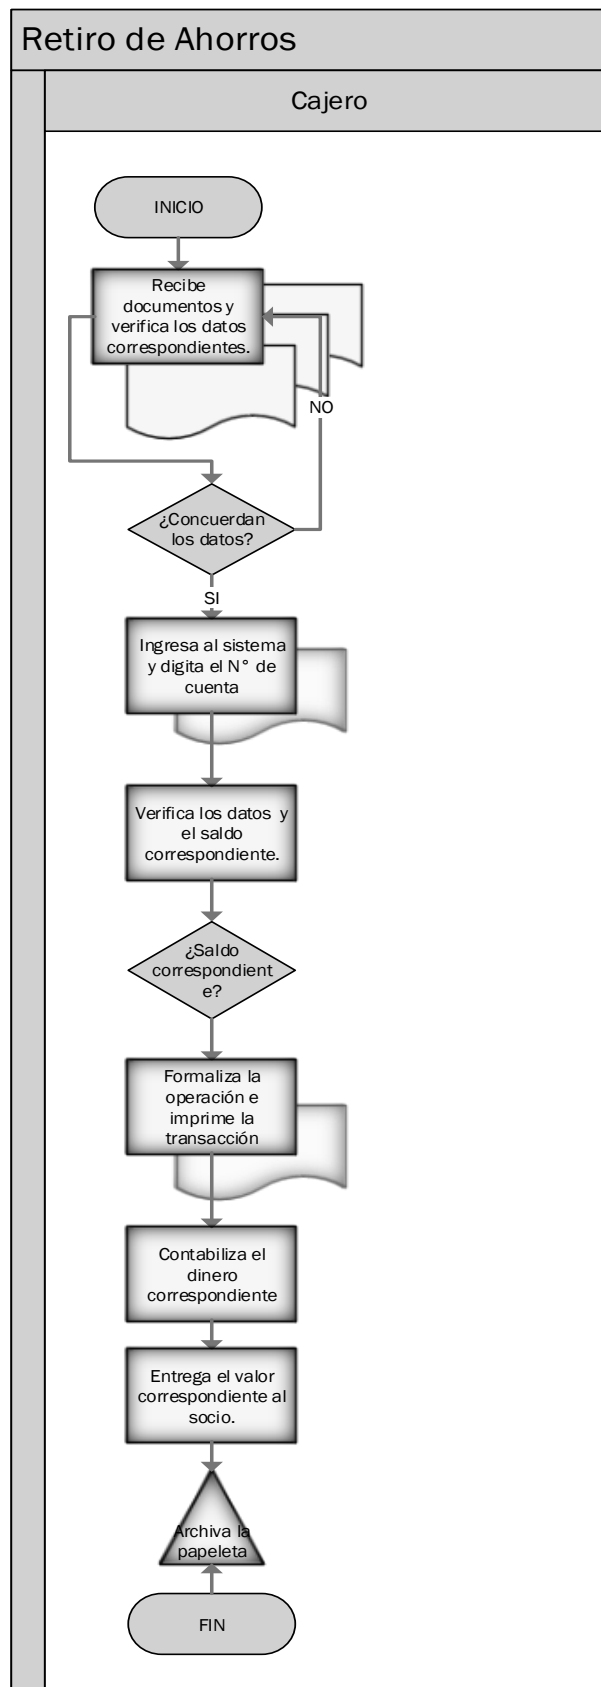 Retiro de Ahorros
Cajero
INICIO
Recibe
documentos y
verifica los datos
correspondientes.
NO
¿Concuerdan
los datos?
SI
Ingresa al sistema
y digita el N° de
cuenta
Verifica los datos y
el saldo
correspondiente.
¿Saldo
correspondient
e?
Formaliza la
operación e
imprime la
transacción
Contabiliza el
dinero
correspondiente
Entrega el valor
correspondiente al
socio.
Archiva la
papeleta
FIN